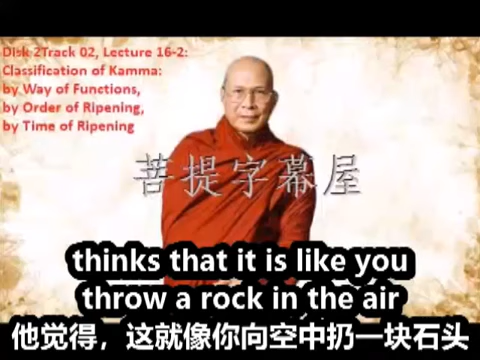 Disk 2Track 02, Lecture 16-2:
Classification of Kamma:
by Way of Functions,
by Order of Ripening,
by Time of Ripening
菩提字幕屋
thinks that it is like you
throw a rock in the air
他觉得，这就像你向空中扔一块石头